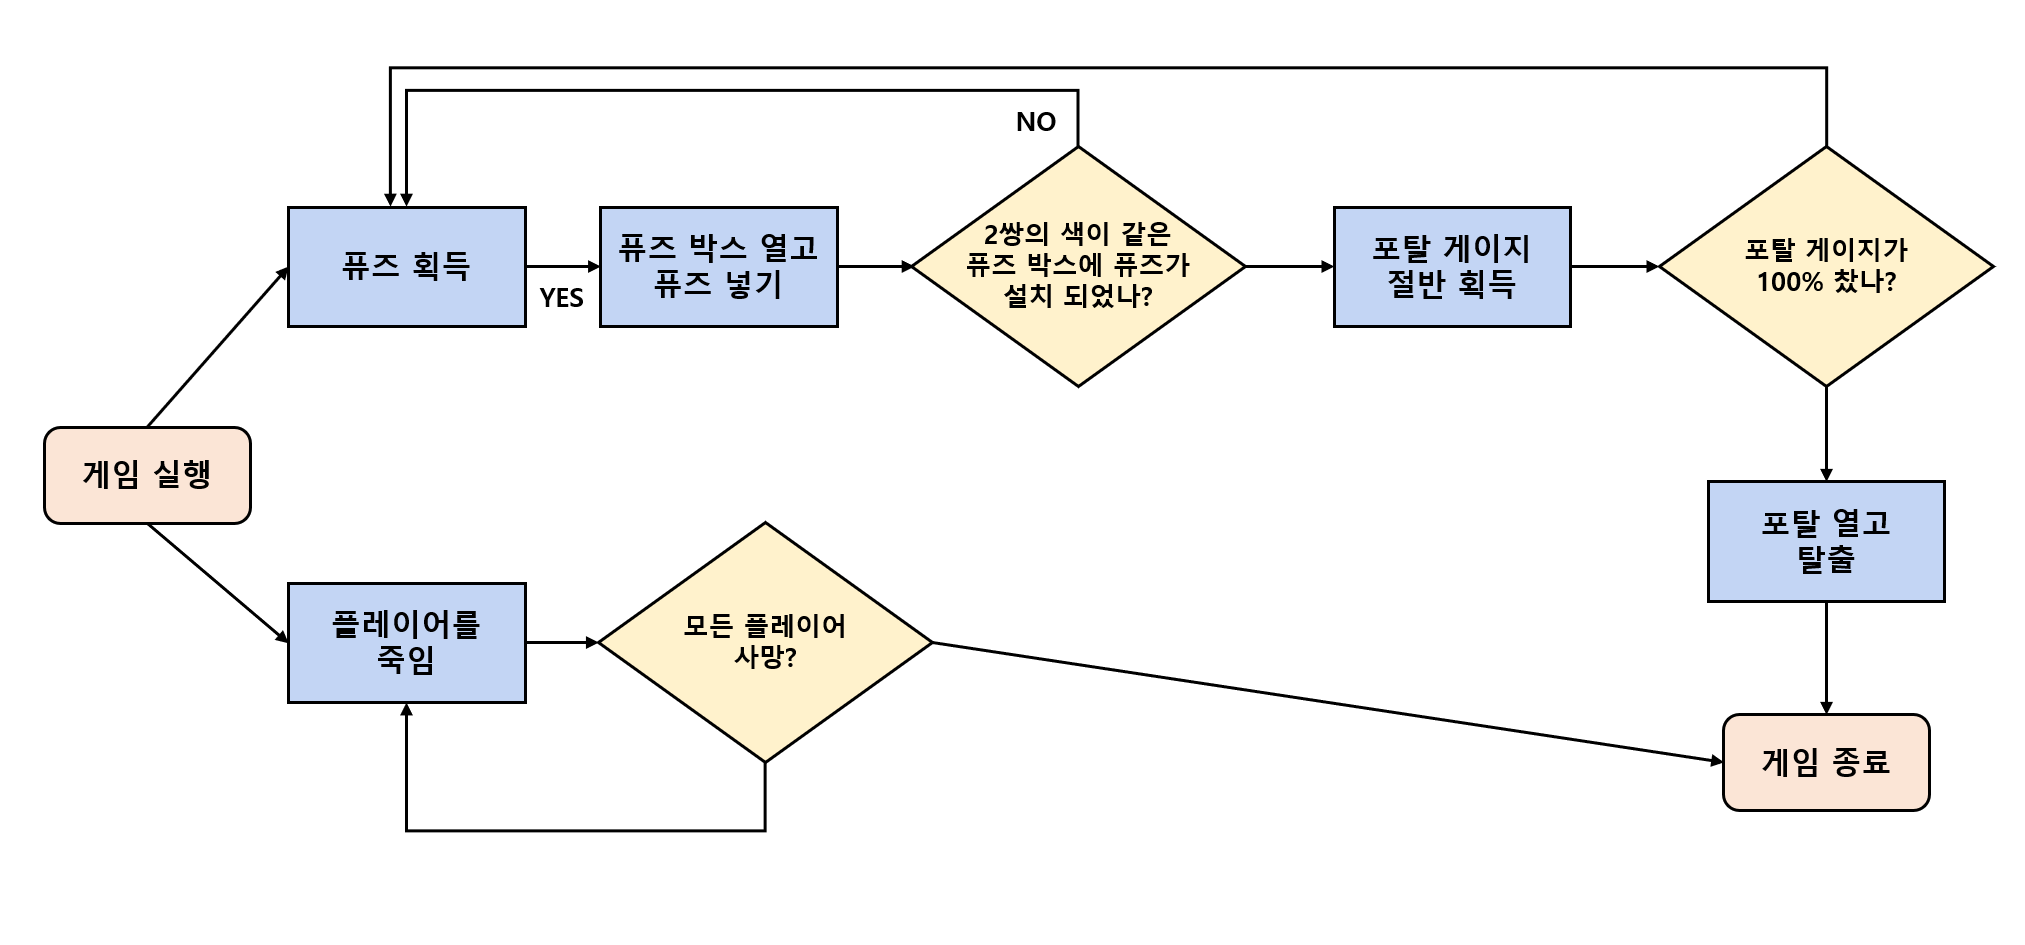 NO
퓨즈 획득
YES
퓨즈 박스 열고
퓨즈 넣기
2쌍의 색이 같은
퓨즈 박스에 퓨즈가
설치 되었나?
포탈 게이지
절반 획득
포탈 게이지가
100% 찼나?
게임 실행
포탈 열고
탈출
플레이어를
죽임
모든 플레이어
사망?
게임 종료